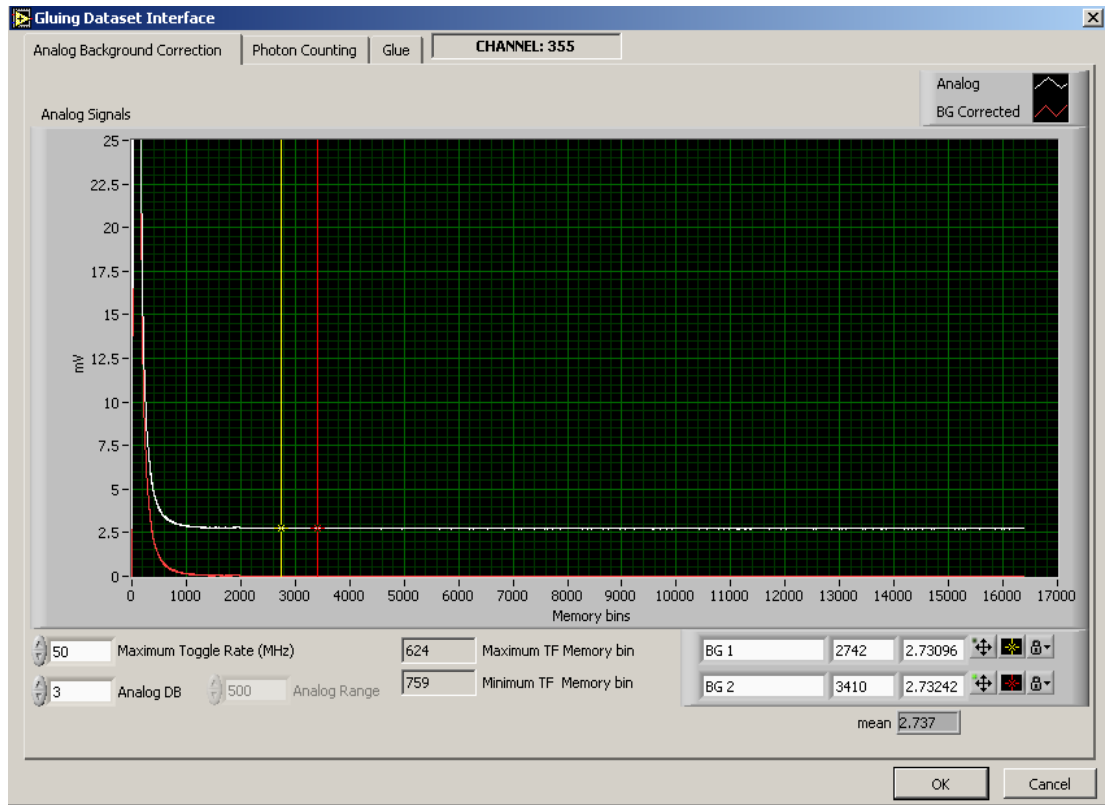 Gluing Dataset Interface
Analog Background Correction Photon Counting Glue CHANNEL: 355
Analog
BG Corrected
Analog Signals
25
22.5
20
17.5
15
12.5
10
7.5
5
2.5
0
mV
0 1000 2000 3000 4000 5000 6000 7000 8000 9000 10000 11000 12000 13000 14000 15000 16000 17000
Memory bins
50 Maximum Toggle Rate (MHz) 624 Maximum TF Memory bin BG 1 2742 2.73096
3 Analog DB 500 Analog Range 759 Minimum TF Memory bin BG 2 3410 2.73242
mean 2.737
OK Cancel